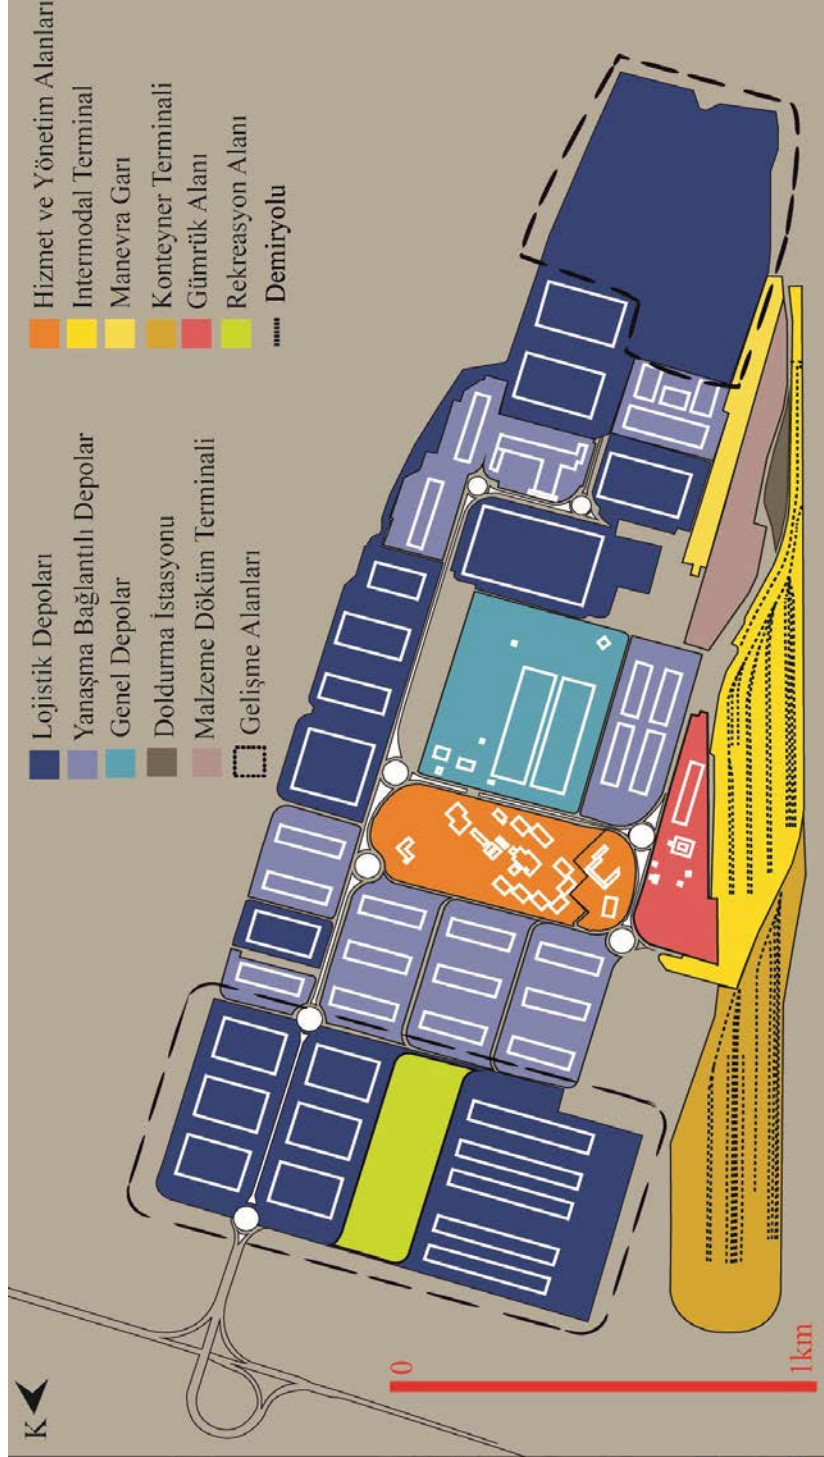 Lojistik Depoları
Yanaşma Bağlantılı Depolar
Genel Depolar
Doldurma İstasyonu
Malzeme Döküm Terminali
Gelişme Alanları
Hizmet ve Yönetim Alanları
Intermodal Terminal
Manevra Garı
Konteyner Terminali
Gümrük Alanı
Rekreasyon Alanı
Demiryolu
K
0
1km